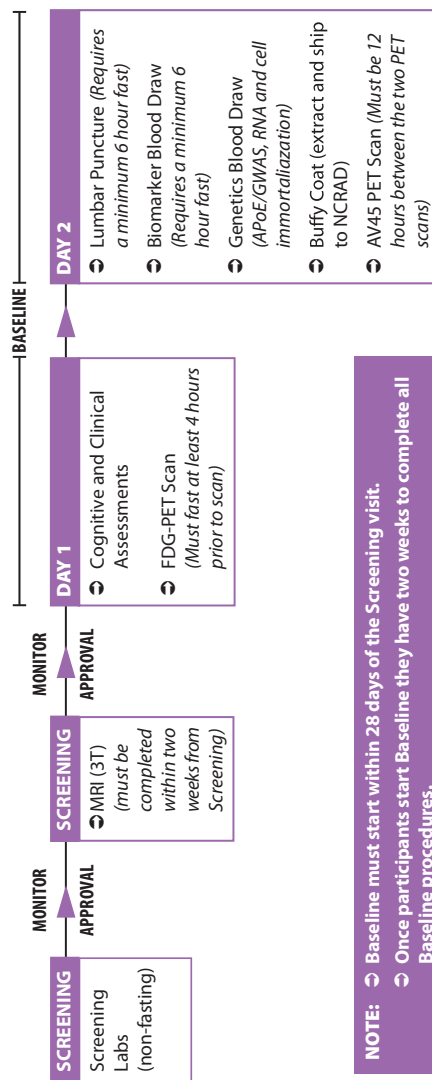 BASELINE
SCREENING
Screening
Labs
(non-fasting)
MONITOR
APPROVAL
SCREENING
➲ MRI (3T)
(must be
completed
within two
weeks from
Screening)
MONITOR
APPROVAL
DAY 1
➲ Cognitive and Clinical
Assessments
➲ FDG-PET Scan
(Must fast at least 4 hours
prior to scan)
DAY 2
➲ Lumbar Puncture (Requires
a minimum 6 hour fast)
➲ Biomarker Blood Draw
(Requires a minimum 6
hour fast)
➲ Genetics Blood Draw
(APoE/GWAS, RNA and cell
immortaliazation)
➲ Buffy Coat (extract and ship
to NCRAD)
➲ AV45 PET Scan (Must be 12
hours between the two PET
scans)
NOTE: ➲ Baseline must start within 28 days of the Screening visit.
➲ Once participants start Baseline they have two weeks to complete all
Baseline procedures.